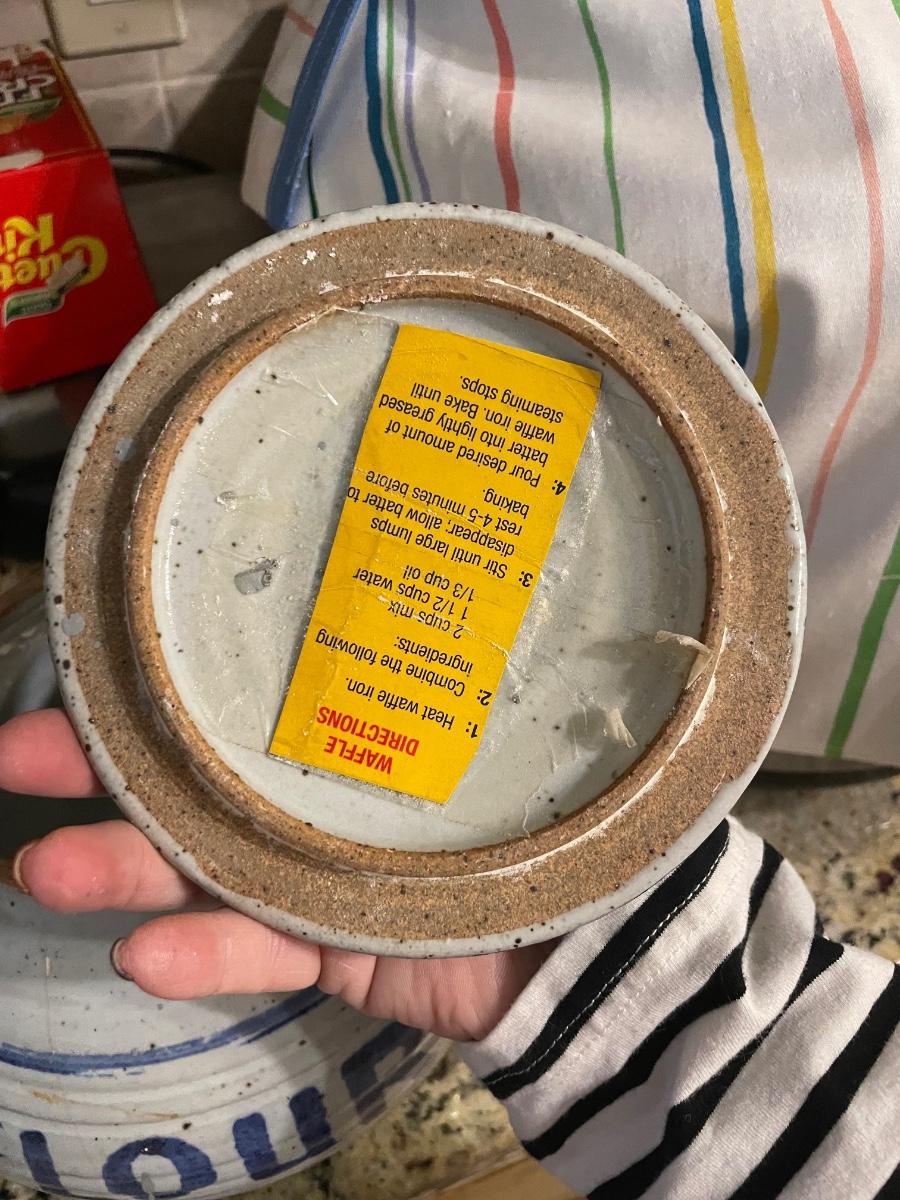 WAFFLE
DIRECTIONS
1: Heat waffle iron.
2: Combine the following
ingredients:
2 cups mix
1 1/2 cups water
1/3 cup oil
3: Stir until large lumps
disappear; allow batter to
rest 4-5 minutes before
baking.
4: Pour desired amount of
batter into lightly greased
waffle iron. Bake until
steaming stops.
LOUR